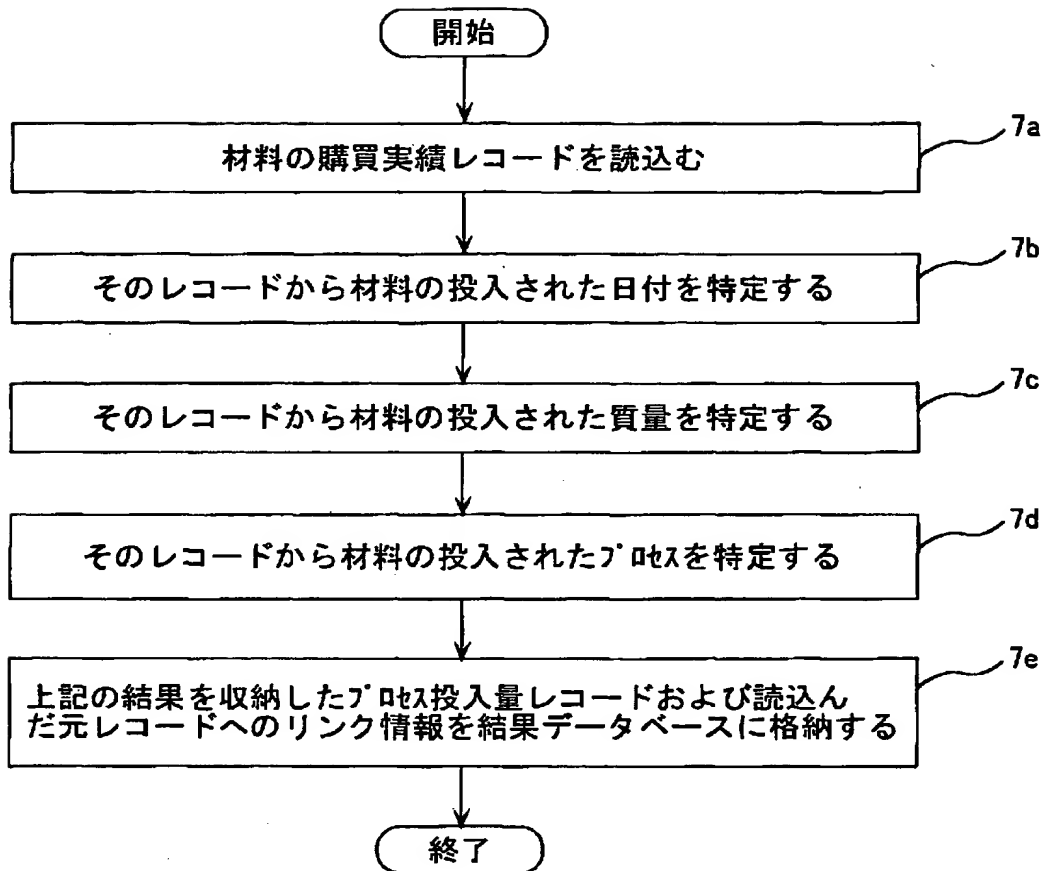 開始
材料の購買実績レコードを読込む
7a
そのレコードから材料の投入された日付を特定する
7b
そのレコードから材料の投入された質量を特定する
7c
そのレコードから材料の投入されたﾌﾟﾛｾｽを特定する
7d
上記の結果を収納したﾌﾟﾛｾｽ投入量レコードおよび読込ん
だ元レコードへのリンク情報を結果データベースに格納する
7e
終了